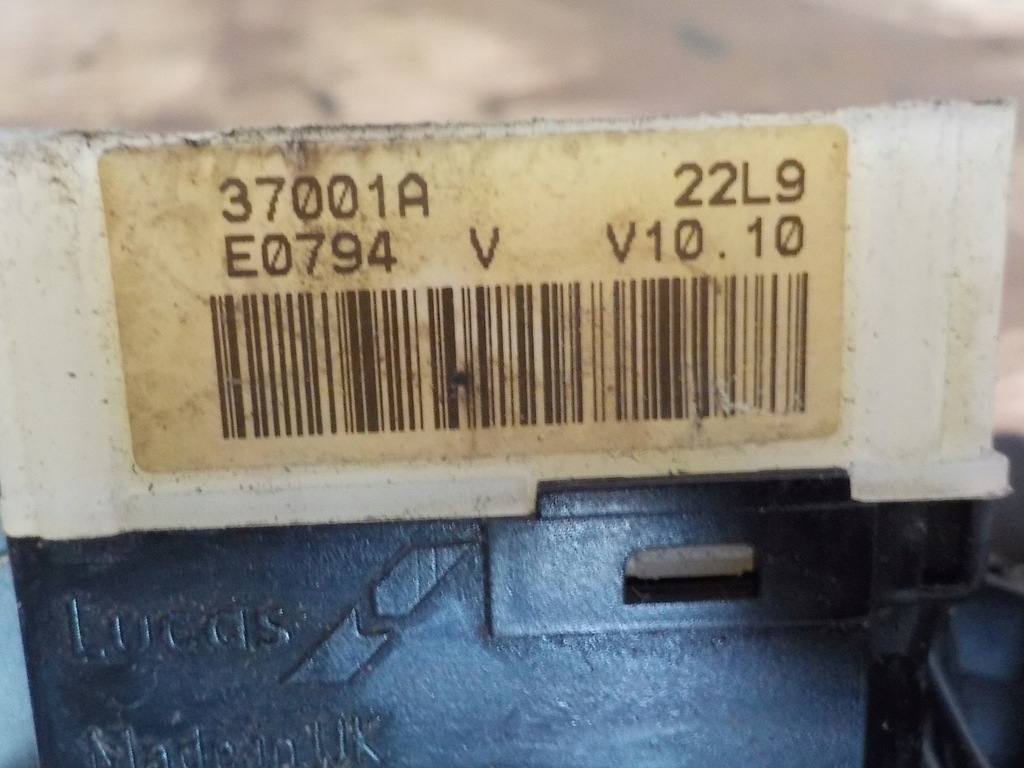 37001A 22L9
E0794 V V10.10
Lucas
Made in UK